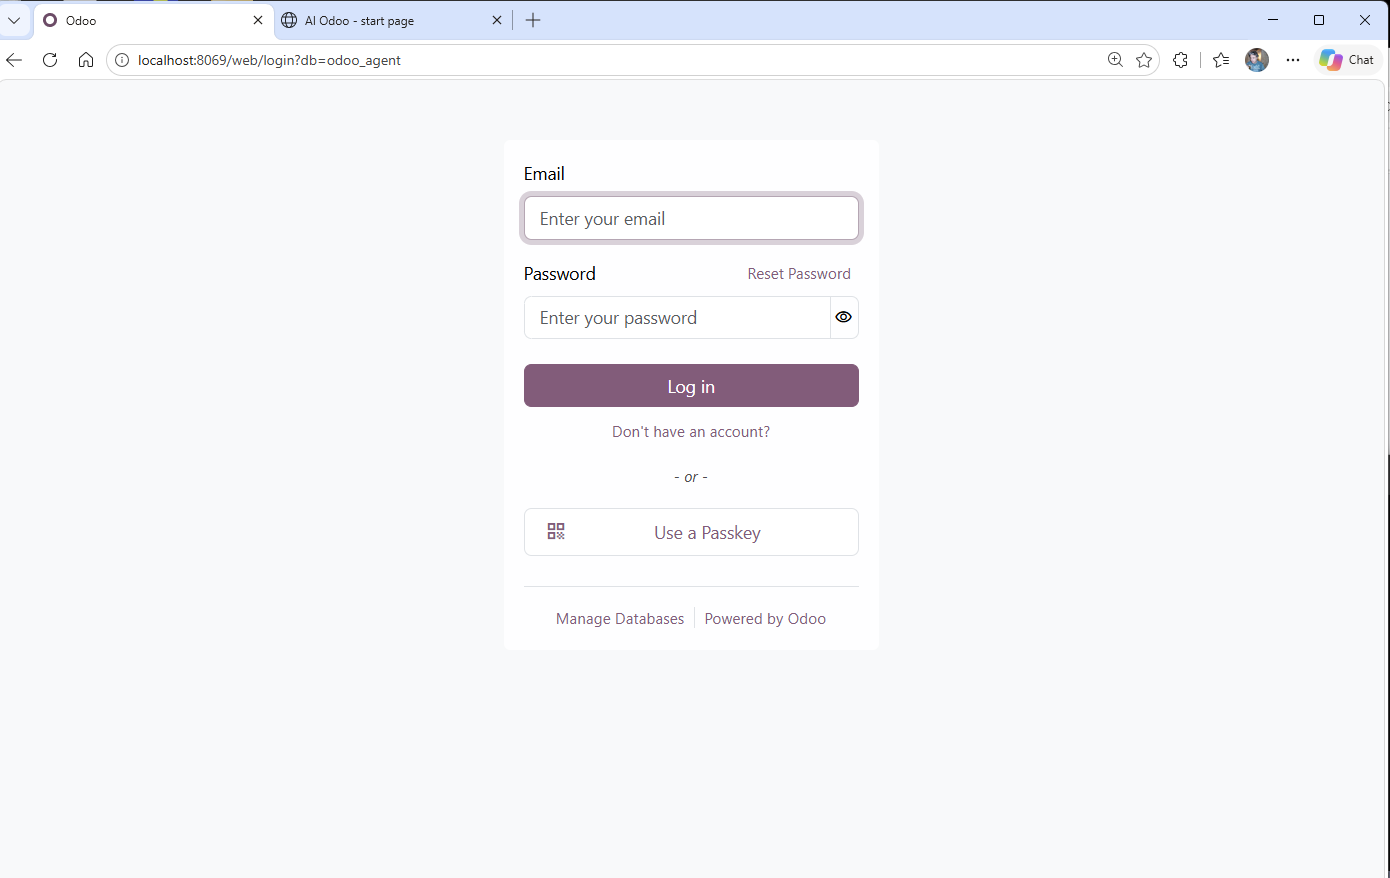 Odoo
AI Odoo - start page
localhost:8069/web/login?db=odoo_agent
Chat
Email
Enter your email
Password Reset Password
Enter your password
Log in
Don't have an account?
- or -
Use a Passkey
Manage Databases Powered by Odoo